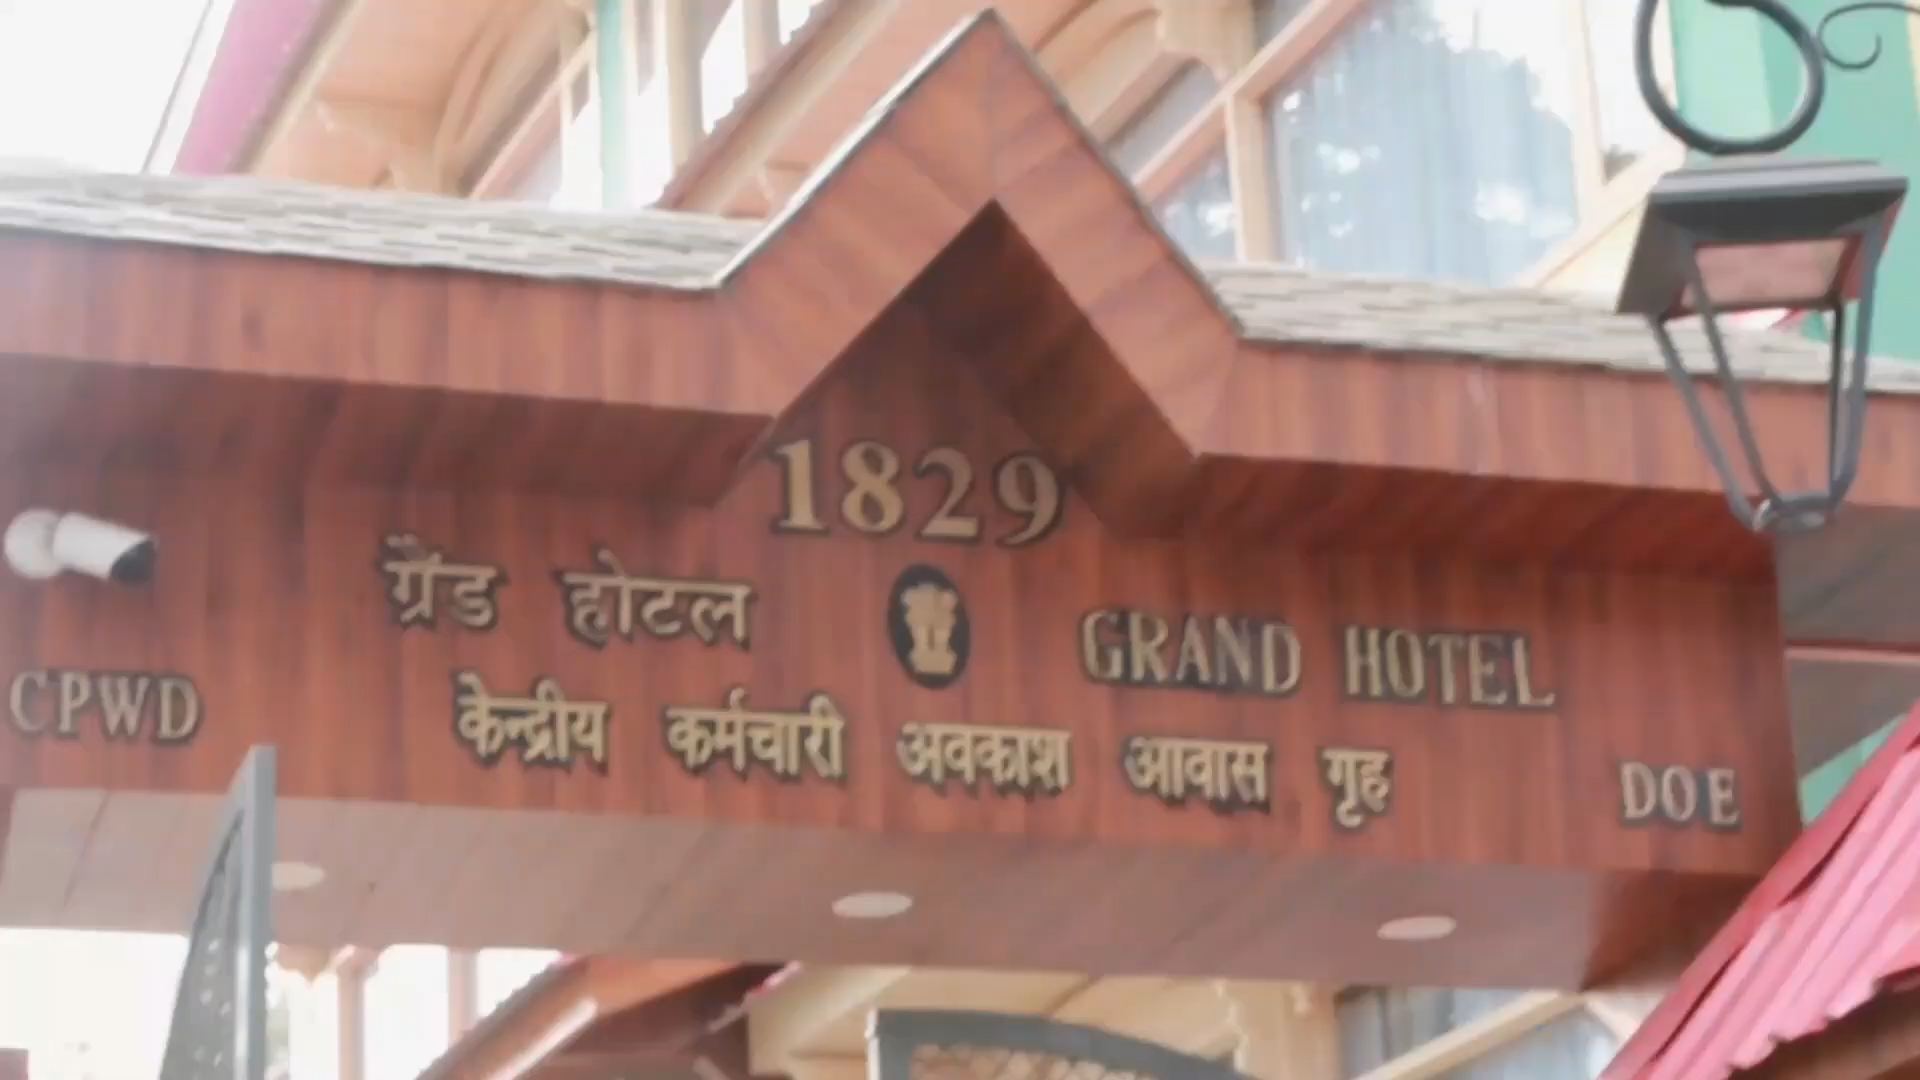 1829
ग्रैंड होटल GRAND HOTEL
CPWD केन्द्रीय कर्मचारी अवकाश आवास गृह DOE